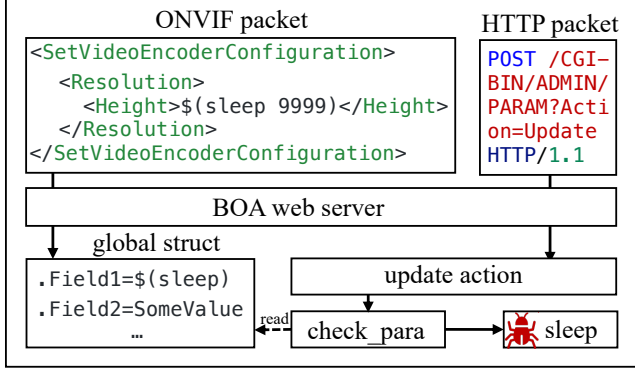 ONVIF packet
<SetVideoEncoderConfiguration>
<Resolution>
<Height>$(sleep 9999)</Height>
</Resolution>
</SetVideoEncoderConfiguration>
HTTP packet
POST /CGI–
BIN/ADMIN/
PARAM?Acti
on=Update
HTTP/1.1
BOA web server
global struct
.Field1=$(sleep)
.Field2=SomeValue
…
update action
read
check_para
sleep